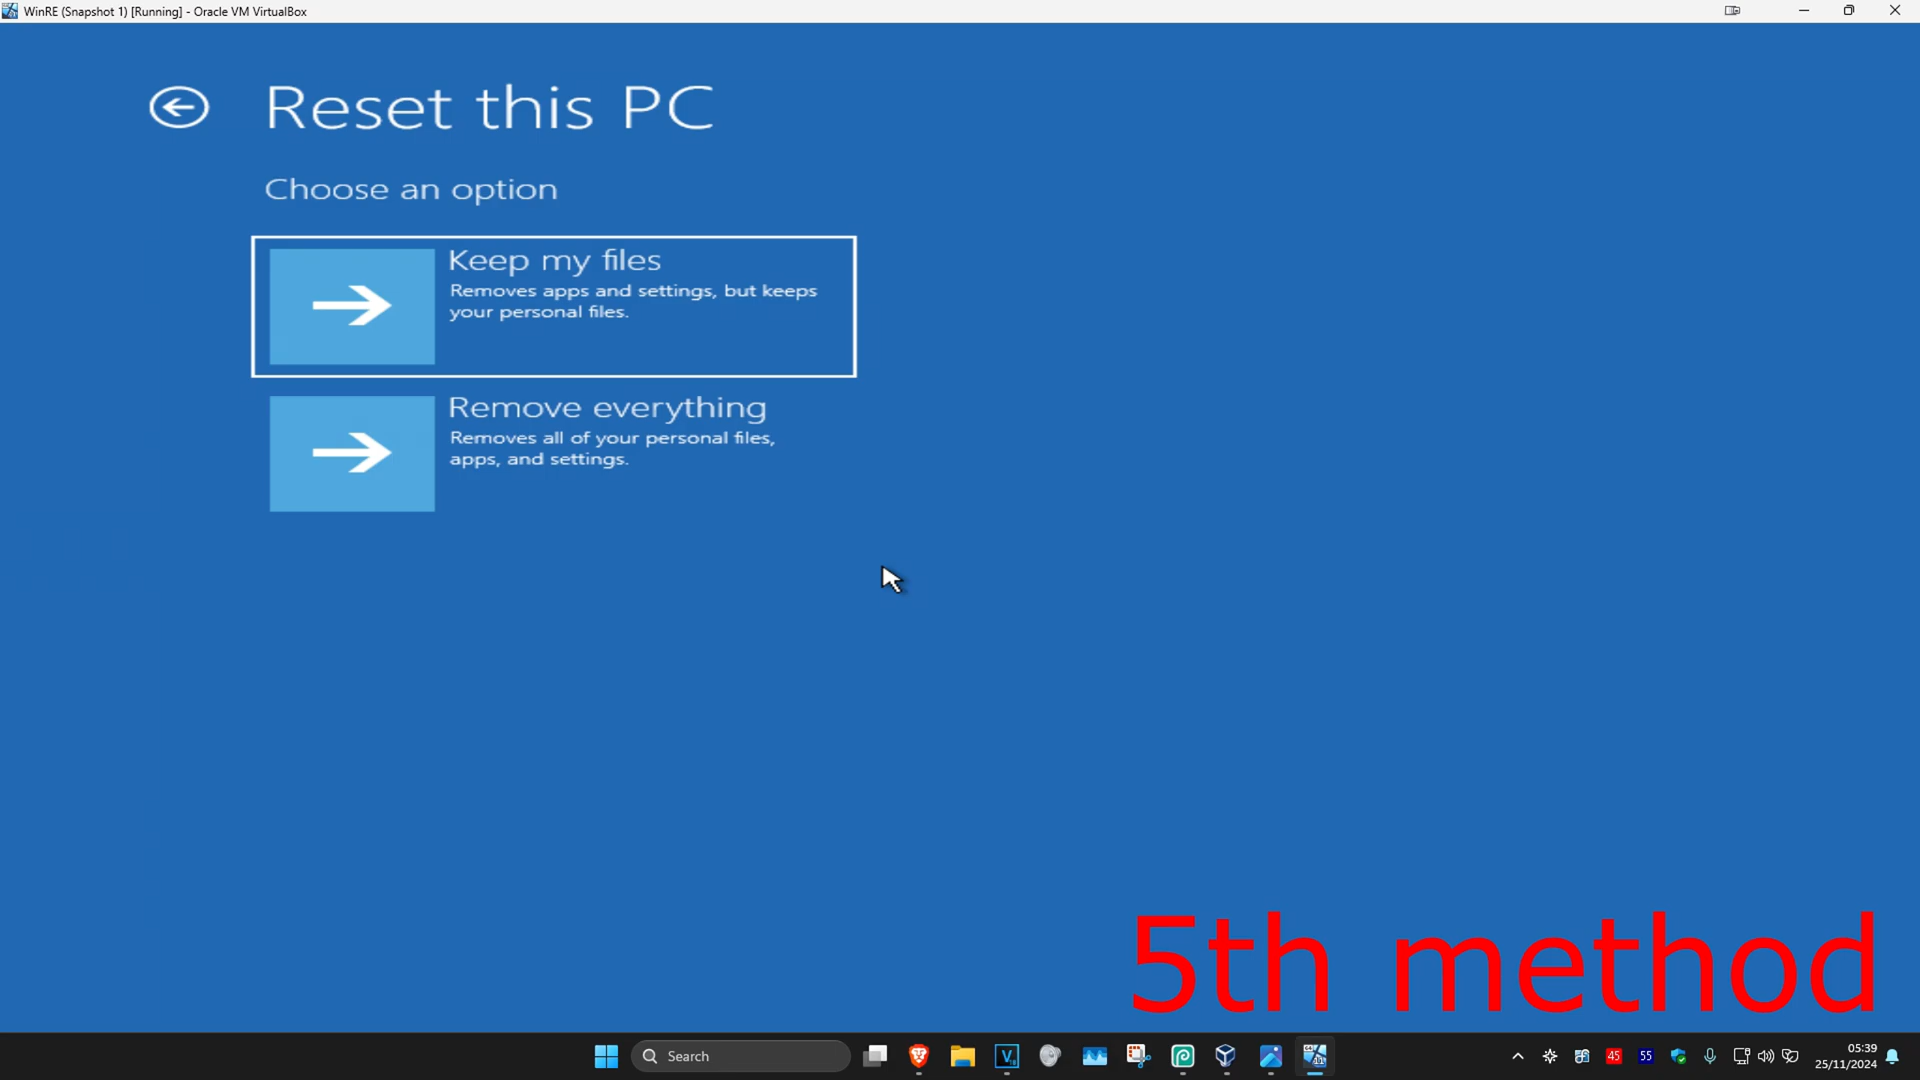 WinRE (Snapshot 1) [Running] - Oracle VM VirtualBox
Reset this PC
Choose an option
Keep my files
Removes apps and settings, but keeps
your personal files.
Remove everything
Removes all of your personal files,
apps, and settings.
5th method
Search
45
55
05:39
25/11/2024